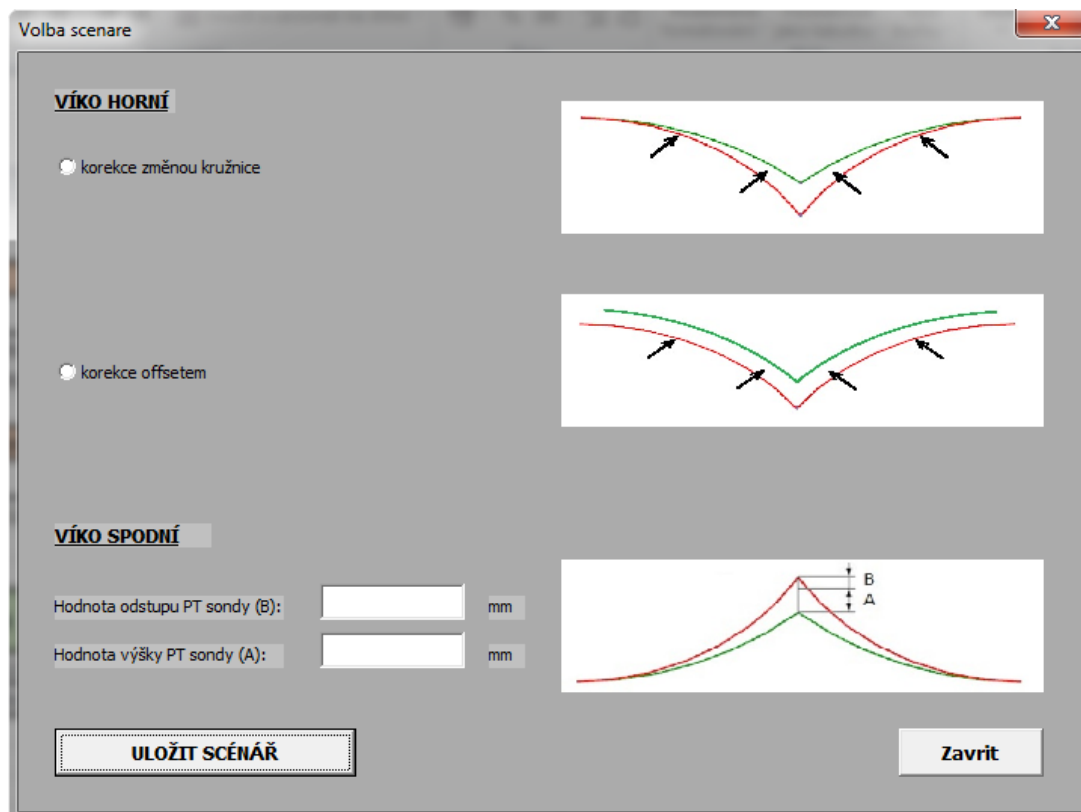 Volba scenare
VÍKO HORNÍ
korekce změnou kružnice
korekce offsetem
VÍKO SPODNÍ
Hodnota odstupu PT sondy (B):
mm
Hodnota výšky PT sondy (A):
mm
B
A
ULOŽIT SCÉNÁŘ
Zavrit